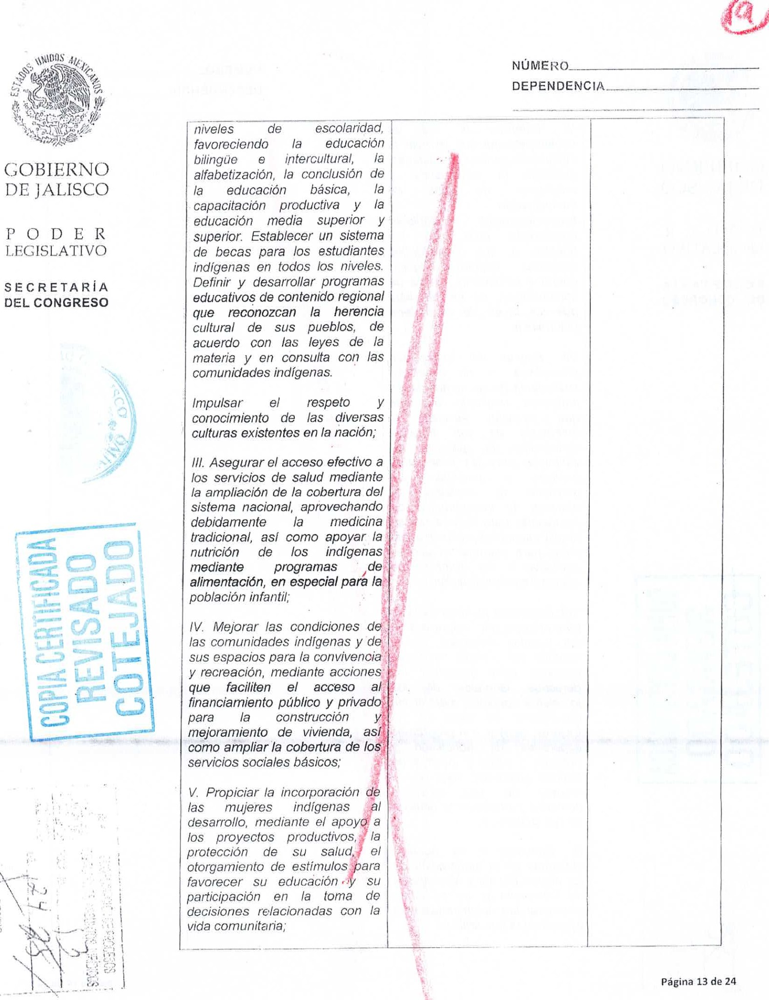 NÚMERO
DEPENDENCIA
ESTADOS UNIDOS MEXICANOS
GOBIERNO
DE JALISCO
PODER
LEGISLATIVO
SECRETARÍA
DEL CONGRESO
niveles de escolaridad,
favoreciendo la educación
bilingüe e intercultural, la
alfabetización, la conclusión de
la educación básica, la
capacitación productiva y la
educación media superior y
superior. Establecer un sistema
de becas para los estudiantes
indígenas en todos los niveles.
Definir y desarrollar programas
educativos de contenido regional
que reconozcan la herencia
cultural de sus pueblos, de
acuerdo con las leyes de la
materia y en consulta con las
comunidades indígenas.
Impulsar el respeto y
conocimiento de las diversas
culturas existentes en la nación;
III. Asegurar el acceso efectivo a
los servicios de salud mediante
la ampliación de la cobertura del
sistema nacional, aprovechando
debidamente la medicina
tradicional, así como apoyar la
nutrición de los indígenas
mediante programas de
alimentación, en especial para la
población infantil;
IV. Mejorar las condiciones de
las comunidades indígenas y de
sus espacios para la convivencia
y recreación, mediante acciones
que faciliten el acceso al
financiamiento público y privado
para la construcción y
mejoramiento de vivienda, así
como ampliar la cobertura de los
servicios sociales básicos;
V. Propiciar la incorporación de
las mujeres indígenas al
desarrollo, mediante el apoyo a
los proyectos productivos, la
protección de su salud, el
otorgamiento de estímulos para
favorecer su educación y su
participación en la toma de
decisiones relacionadas con la
vida comunitaria;
COPIA CERTIFICADA
REVISADO
COTEJADO
Página 13 de 24